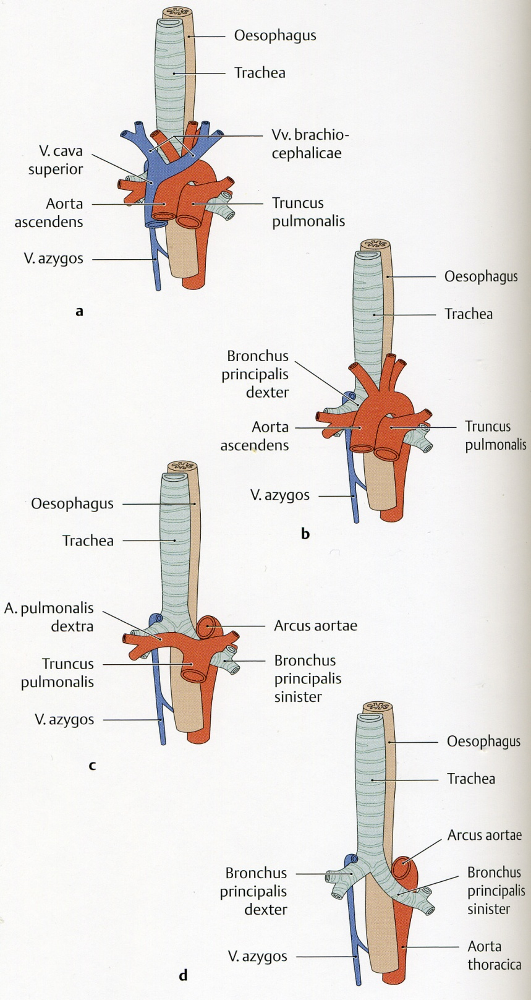 Oesophagus
Trachea
Vv. brachio-
cephalicae
V. cava
superior
Aorta
ascendens
Truncus
pulmonalis
V. azygos
a
Oesophagus
Trachea
Bronchus
principalis
dexter
Aorta
ascendens
Truncus
pulmonalis
V. azygos
b
Oesophagus
Trachea
A. pulmonalis
dextra
Arcus aortae
Truncus
pulmonalis
Bronchus
principalis
sinister
V. azygos
c
Oesophagus
Trachea
Arcus aortae
Bronchus
principalis
dexter
Bronchus
principalis
sinister
V. azygos
Aorta
thoracica
d